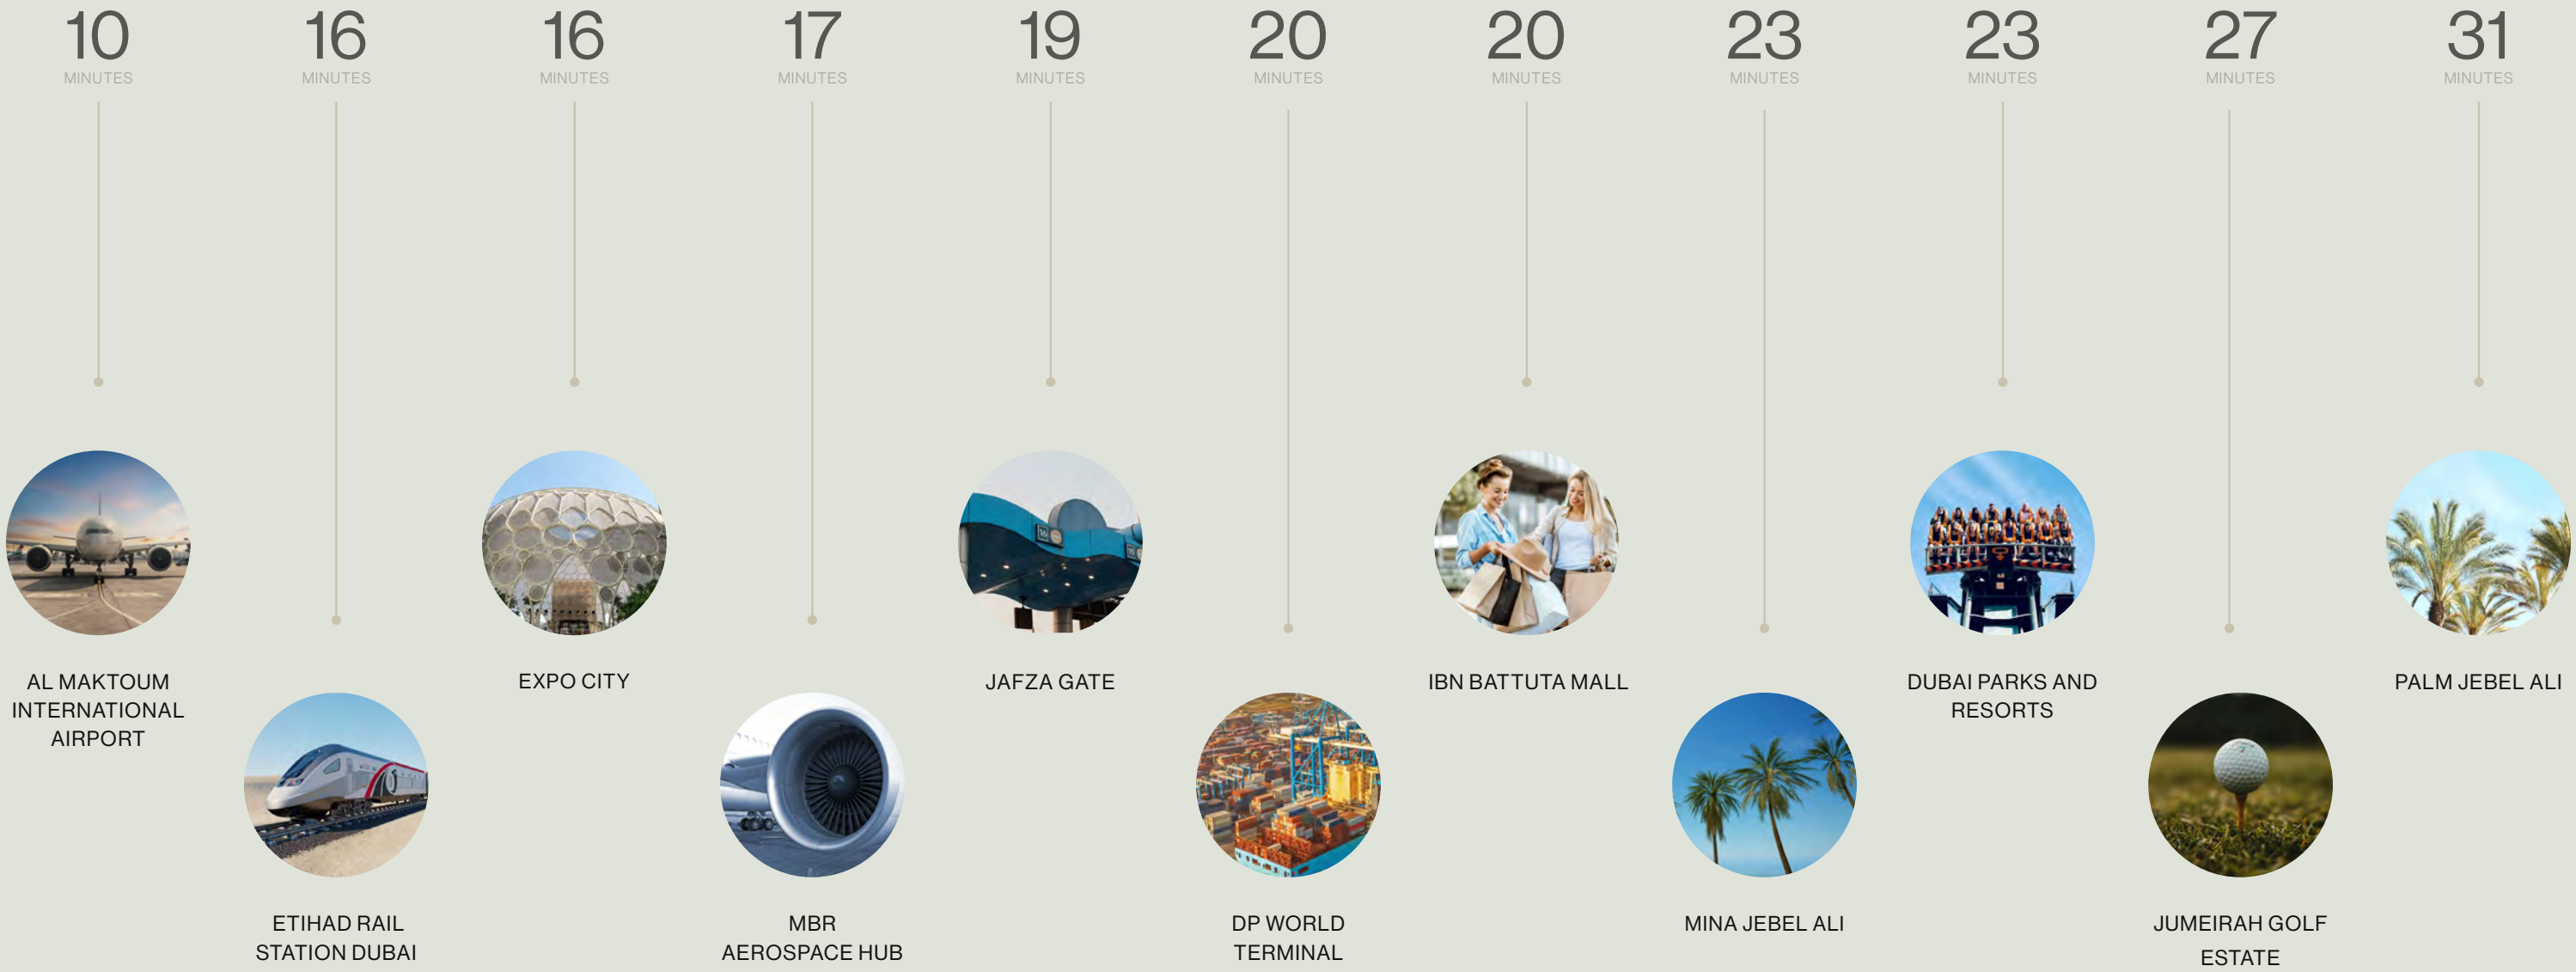 10
MINUTES
16
MINUTES
16
MINUTES
17
MINUTES
19
MINUTES
20
MINUTES
20
MINUTES
23
MINUTES
23
MINUTES
27
MINUTES
31
MINUTES
AL MAKTOUM
INTERNATIONAL
AIRPORT
ETIHAD RAIL
STATION DUBAI
EXPO CITY
MBR
AEROSPACE HUB
JAFZA GATE
DP WORLD
TERMINAL
IBN BATTUTA MALL
MINA JEBEL ALI
DUBAI PARKS AND
RESORTS
JUMEIRAH GOLF
ESTATE
PALM JEBEL ALI